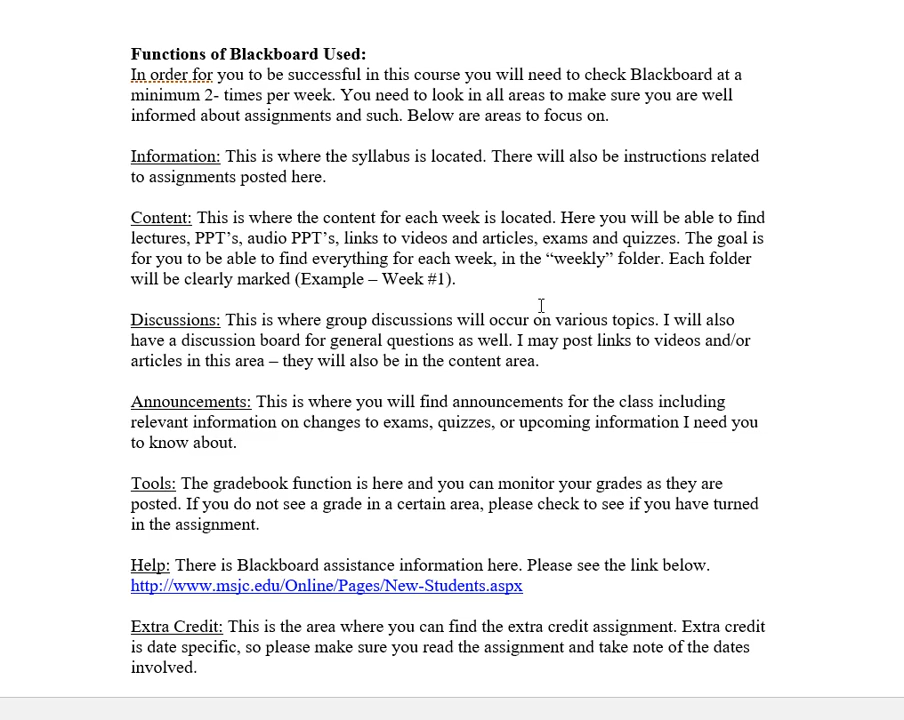 Functions of Blackboard Used:
In order for you to be successful in this course you will need to check Blackboard at a
minimum 2- times per week. You need to look in all areas to make sure you are well
informed about assignments and such. Below are areas to focus on.
Information: This is where the syllabus is located. There will also be instructions related
to assignments posted here.
Content: This is where the content for each week is located. Here you will be able to find
lectures, PPT’s, audio PPT’s, links to videos and articles, exams and quizzes. The goal is
for you to be able to find everything for each week, in the “weekly” folder. Each folder
will be clearly marked (Example – Week #1).
Discussions: This is where group discussions will occur on various topics. I will also
have a discussion board for general questions as well. I may post links to videos and/or
articles in this area – they will also be in the content area.
Announcements: This is where you will find announcements for the class including
relevant information on changes to exams, quizzes, or upcoming information I need you
to know about.
Tools: The gradebook function is here and you can monitor your grades as they are
posted. If you do not see a grade in a certain area, please check to see if you have turned
in the assignment.
Help: There is Blackboard assistance information here. Please see the link below.
http://www.msjc.edu/Online/Pages/New-Students.aspx
Extra Credit: This is the area where you can find the extra credit assignment. Extra credit
is date specific, so please make sure you read the assignment and take note of the dates
involved.